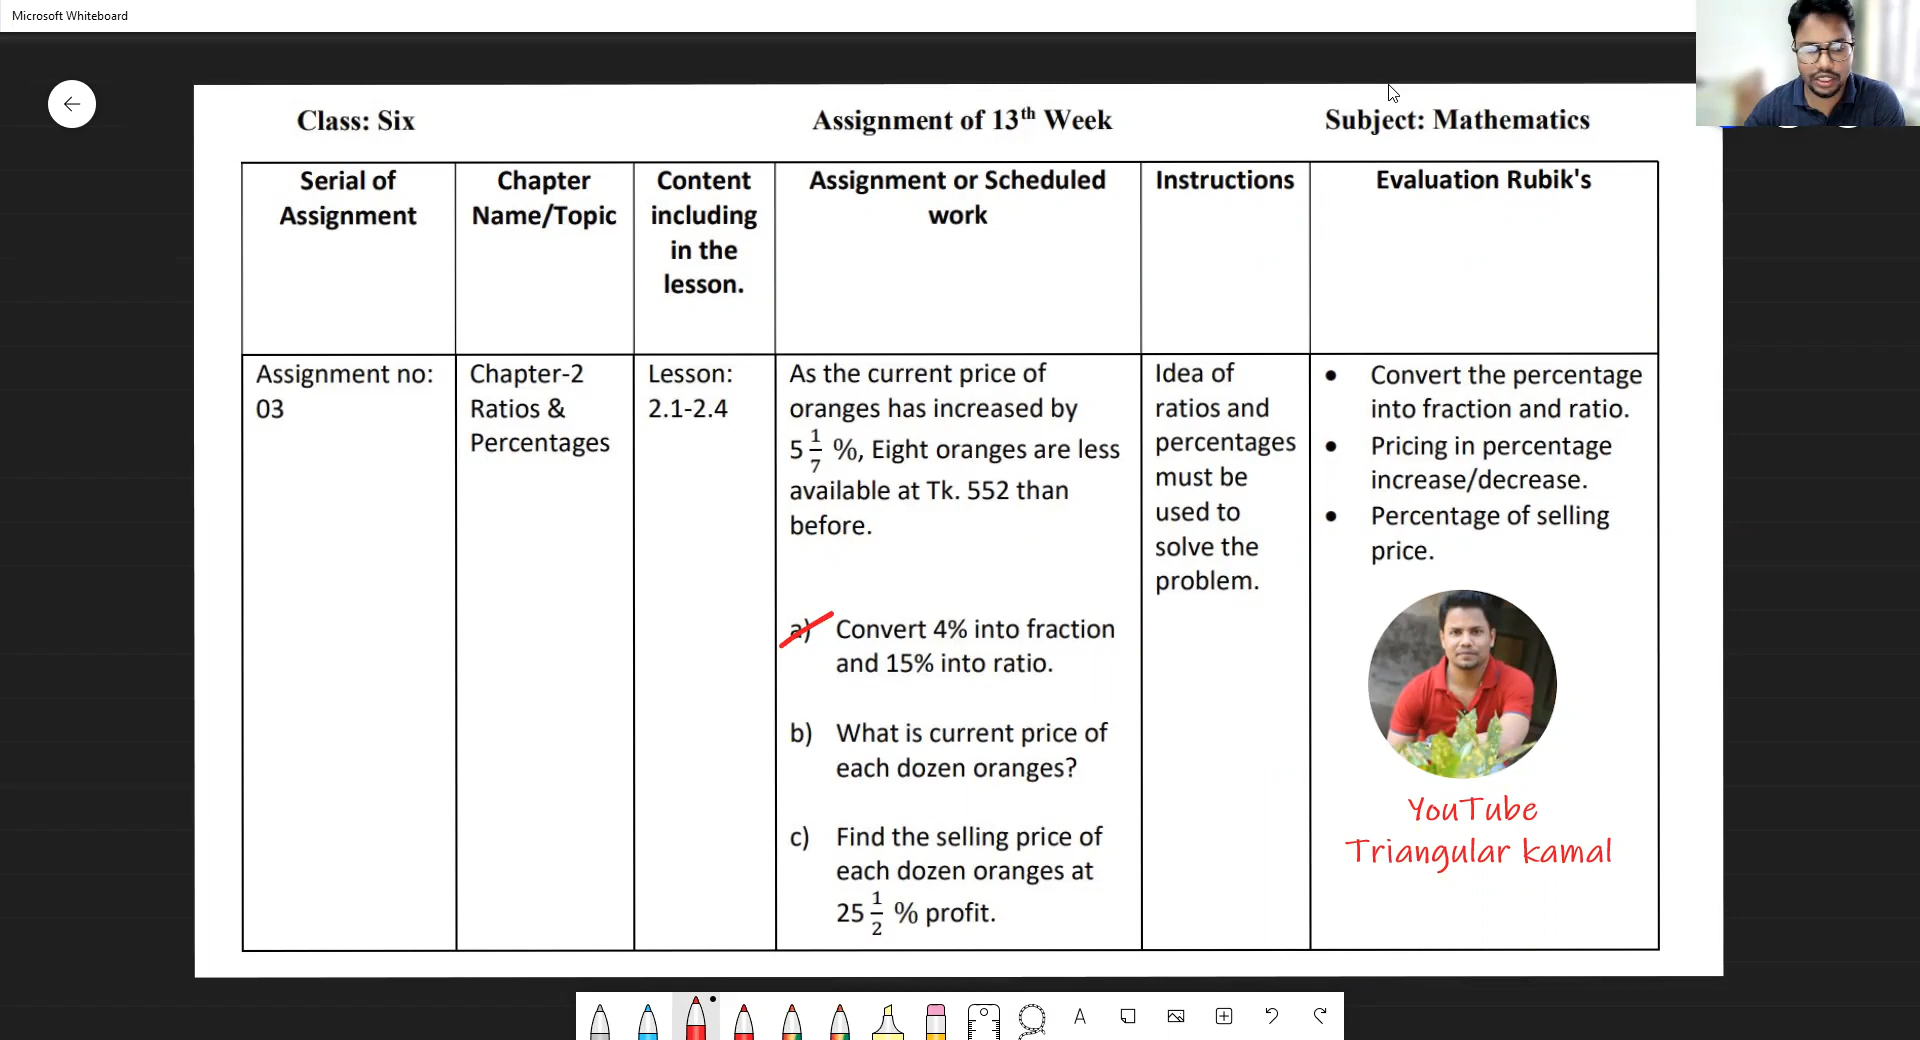 Microsoft Whiteboard
Class: Six
Assignment of 13th Week
Subject: Mathematics
Serial of
Assignment
Chapter
Name/Topic
Content
including
in the
lesson.
Assignment or Scheduled
work
Instructions
Evaluation Rubik's
Assignment no:
03
Chapter-2
Ratios &
Percentages
Lesson:
2.1-2.4
As the current price of
oranges has increased by
5 1/7 %, Eight oranges are less
available at Tk. 552 than
before.
a) Convert 4% into fraction
and 15% into ratio.
b) What is current price of
each dozen oranges?
c) Find the selling price of
each dozen oranges at
25 1/2 % profit.
Idea of
ratios and
percentages
must be
used to
solve the
problem.
• Convert the percentage
into fraction and ratio.
• Pricing in percentage
increase/decrease.
• Percentage of selling
price.
YouTube
Triangular kamal
A